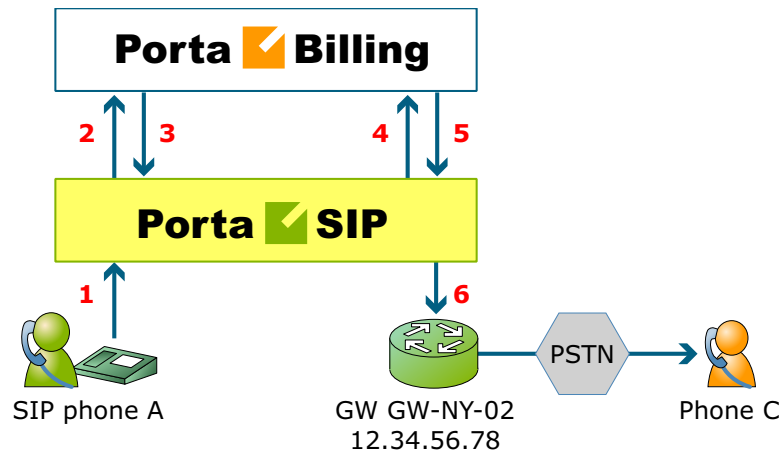 Porta Billing
2 3 4 5
Porta SIP
1 6
PSTN
SIP phone A GW GW-NY-02 Phone C
12.34.56.78